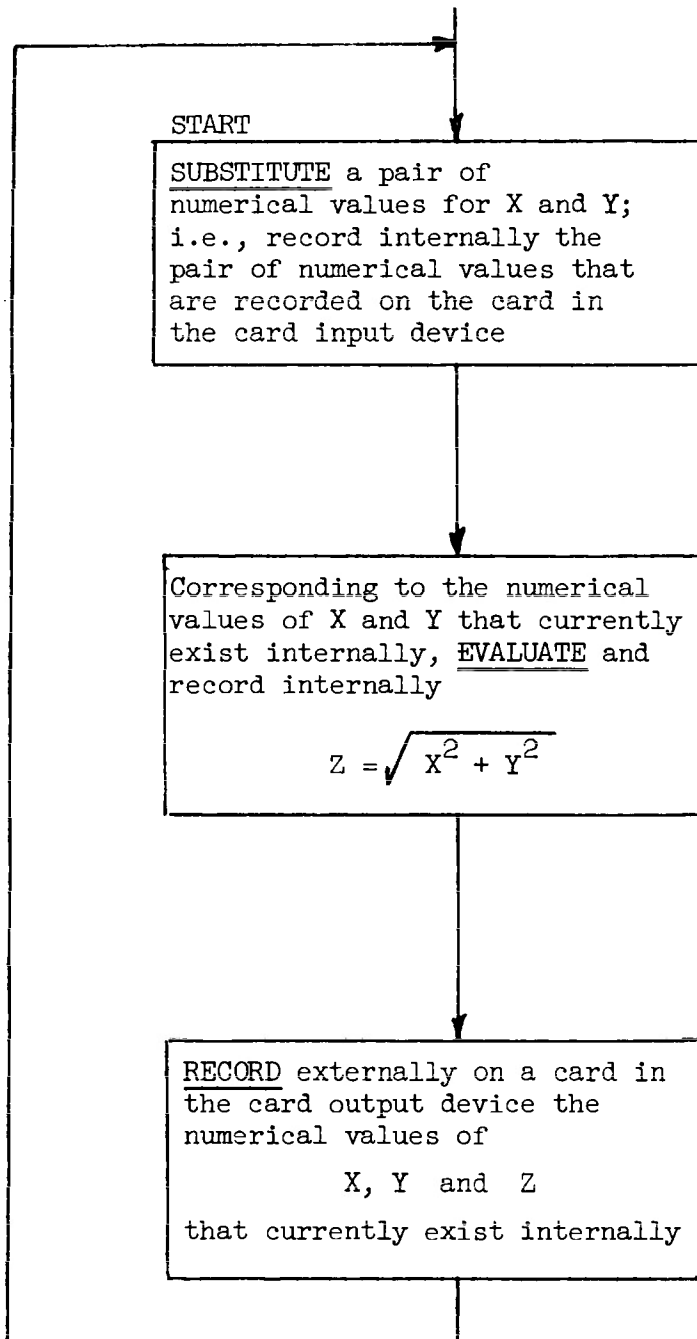 START
SUBSTITUTE a pair of
numerical values for X and Y;
i.e., record internally the
pair of numerical values that
are recorded on the card in
the card input device
Corresponding to the numerical
values of X and Y that currently
exist internally, EVALUATE and
record internally
Z = √ X² + Y²
RECORD externally on a card in
the card output device the
numerical values of
X, Y and Z
that currently exist internally